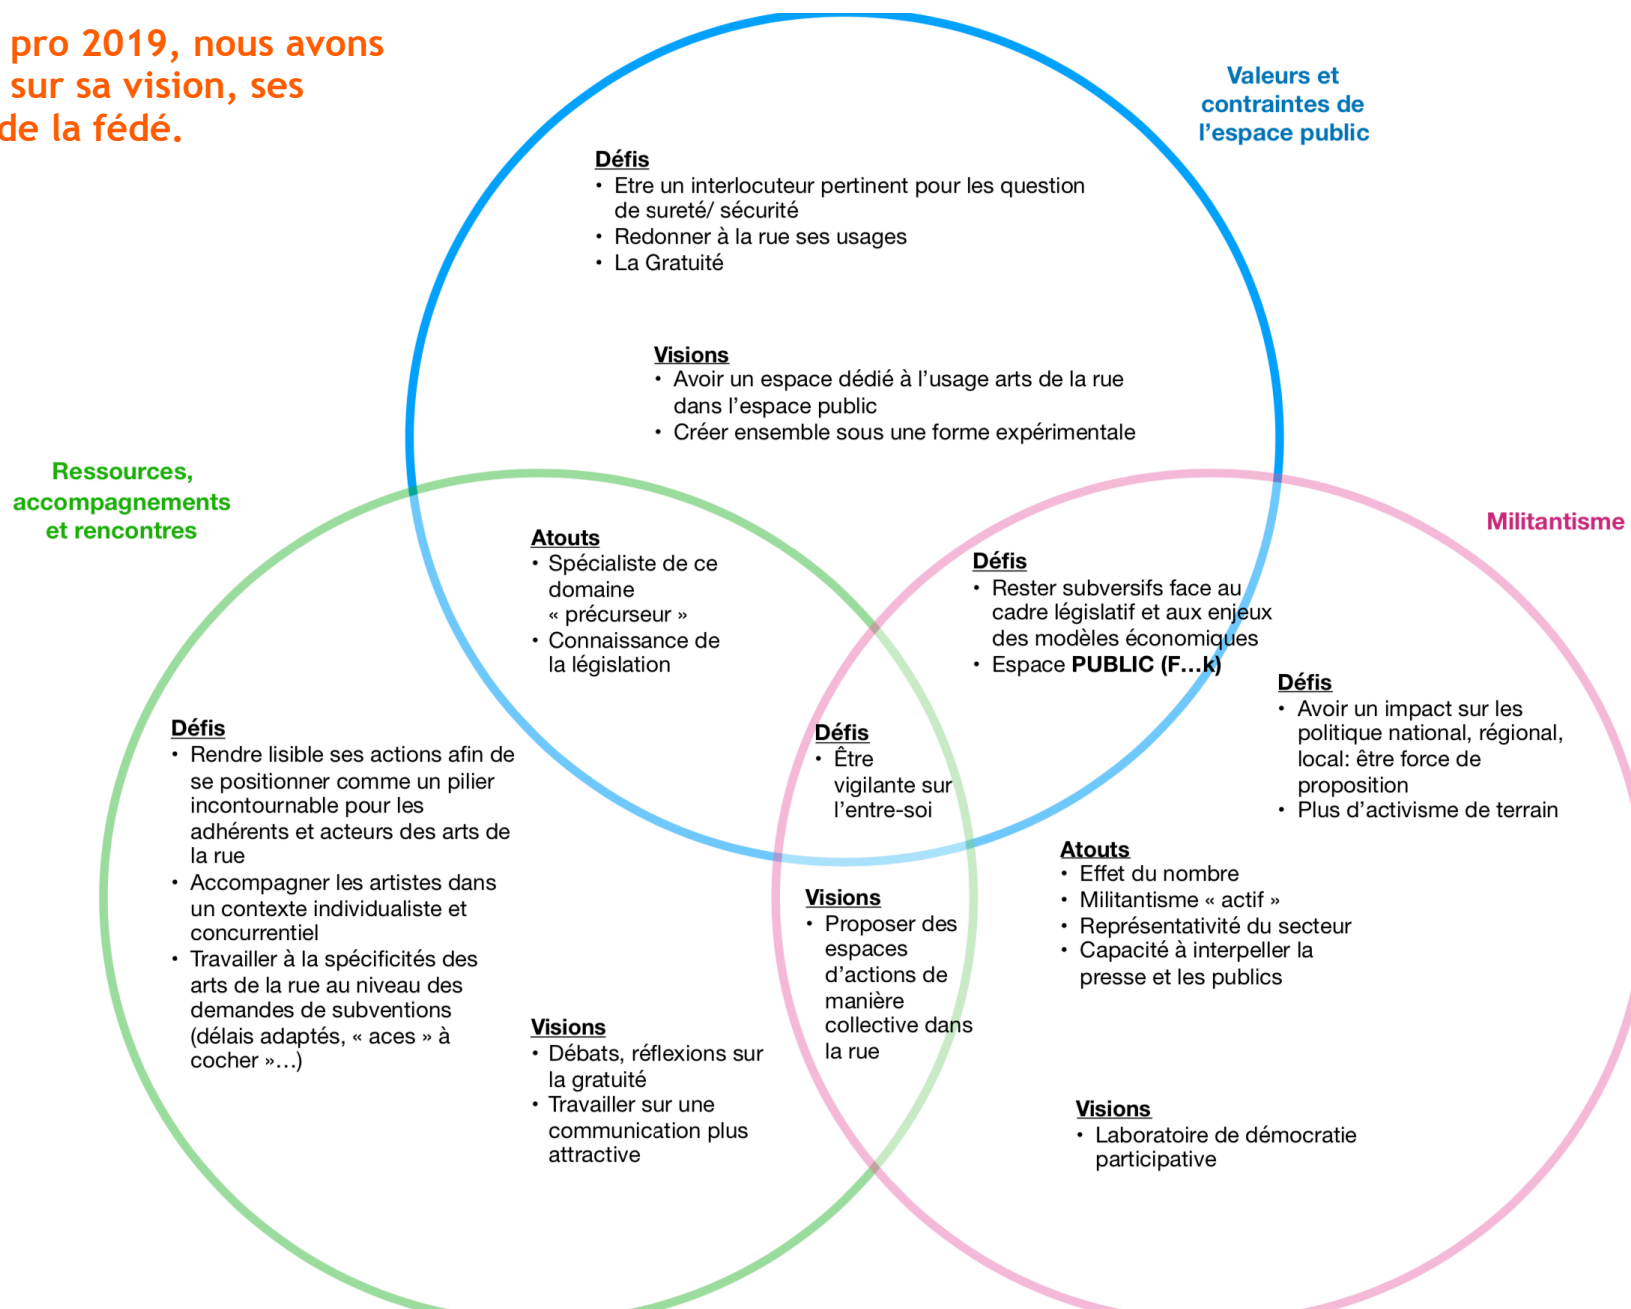 pro 2019, nous avons
sur sa vision, ses
de la fédé.
Valeurs et
contraintes de
l'espace public
Défis
• Etre un interlocuteur pertinent pour les question
de sureté/ sécurité
• Redonner à la rue ses usages
• La Gratuité
Visions
• Avoir un espace dédié à l'usage arts de la rue
dans l'espace public
• Créer ensemble sous une forme expérimentale
Ressources,
accompagnements
et rencontres
Militantisme
Atouts
• Spécialiste de ce
domaine
« précurseur »
• Connaissance de
la législation
Défis
• Rester subversifs face au
cadre législatif et aux enjeux
des modèles économiques
• Espace PUBLIC (F...k)
Défis
• Avoir un impact sur les
politique national, régional,
local: être force de
proposition
• Plus d'activisme de terrain
Défis
• Rendre lisible ses actions afin de
se positionner comme un pilier
incontournable pour les
adhérents et acteurs des arts de
la rue
• Accompagner les artistes dans
un contexte individualiste et
concurrentiel
• Travailler à la spécificités des
arts de la rue au niveau des
demandes de subventions
(délais adaptés, « aces » à
cocher »…)
Défis
• Être
vigilante sur
l'entre-soi
Atouts
• Effet du nombre
• Militantisme « actif »
• Représentativité du secteur
• Capacité à interpeller la
presse et les publics
Visions
• Proposer des
espaces
d'actions de
manière
collective dans
la rue
Visions
• Débats, réflexions sur
la gratuité
• Travailler sur une
communication plus
attractive
Visions
• Laboratoire de démocratie
participative